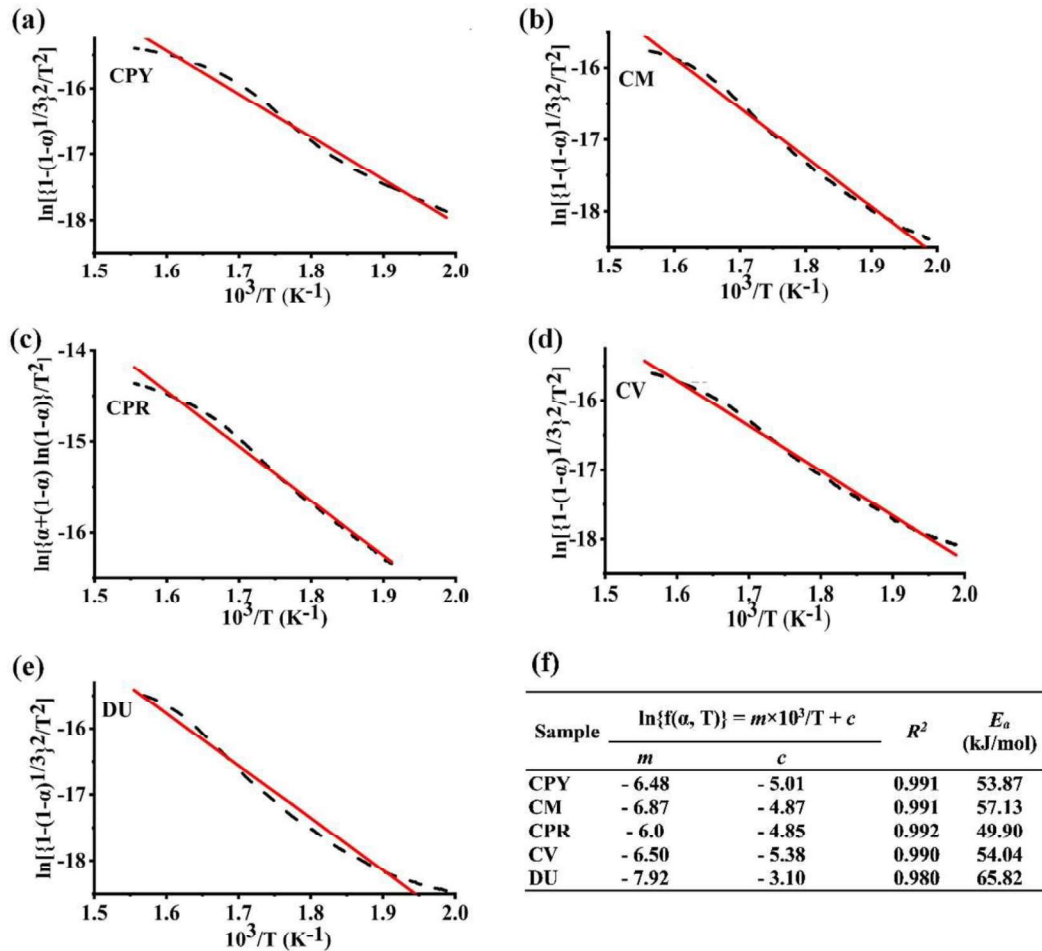 (a)
CPY
ln[{1-(1-α)^1/3}^2/T^2]
-16
-17
-18
1.5 1.6 1.7 1.8 1.9 2.0
10^3/T (K^-1)
(b)
CM
ln[{1-(1-α)^1/3}^2/T^2]
-16
-17
-18
1.5 1.6 1.7 1.8 1.9 2.0
10^3/T (K^-1)
(c)
CPR
ln[{α+(1-α) ln(1-α)}/T^2]
-14
-15
-16
1.5 1.6 1.7 1.8 1.9 2.0
10^3/T (K^-1)
(d)
CV
ln[{1-(1-α)^1/3}^2/T^2]
-16
-17
-18
1.5 1.6 1.7 1.8 1.9 2.0
10^3/T (K^-1)
(e)
DU
ln[{1-(1-α)^1/3}^2/T^2]
-16
-17
-18
1.5 1.6 1.7 1.8 1.9 2.0
10^3/T (K^-1)
(f)
Sample ln{f(α, T)} = m×10^3/T + c R^2 E_a (kJ/mol)
m c
CPY - 6.48 - 5.01 0.991 53.87
CM - 6.87 - 4.87 0.991 57.13
CPR - 6.0 - 4.85 0.992 49.90
CV - 6.50 - 5.38 0.990 54.04
DU - 7.92 - 3.10 0.980 65.82